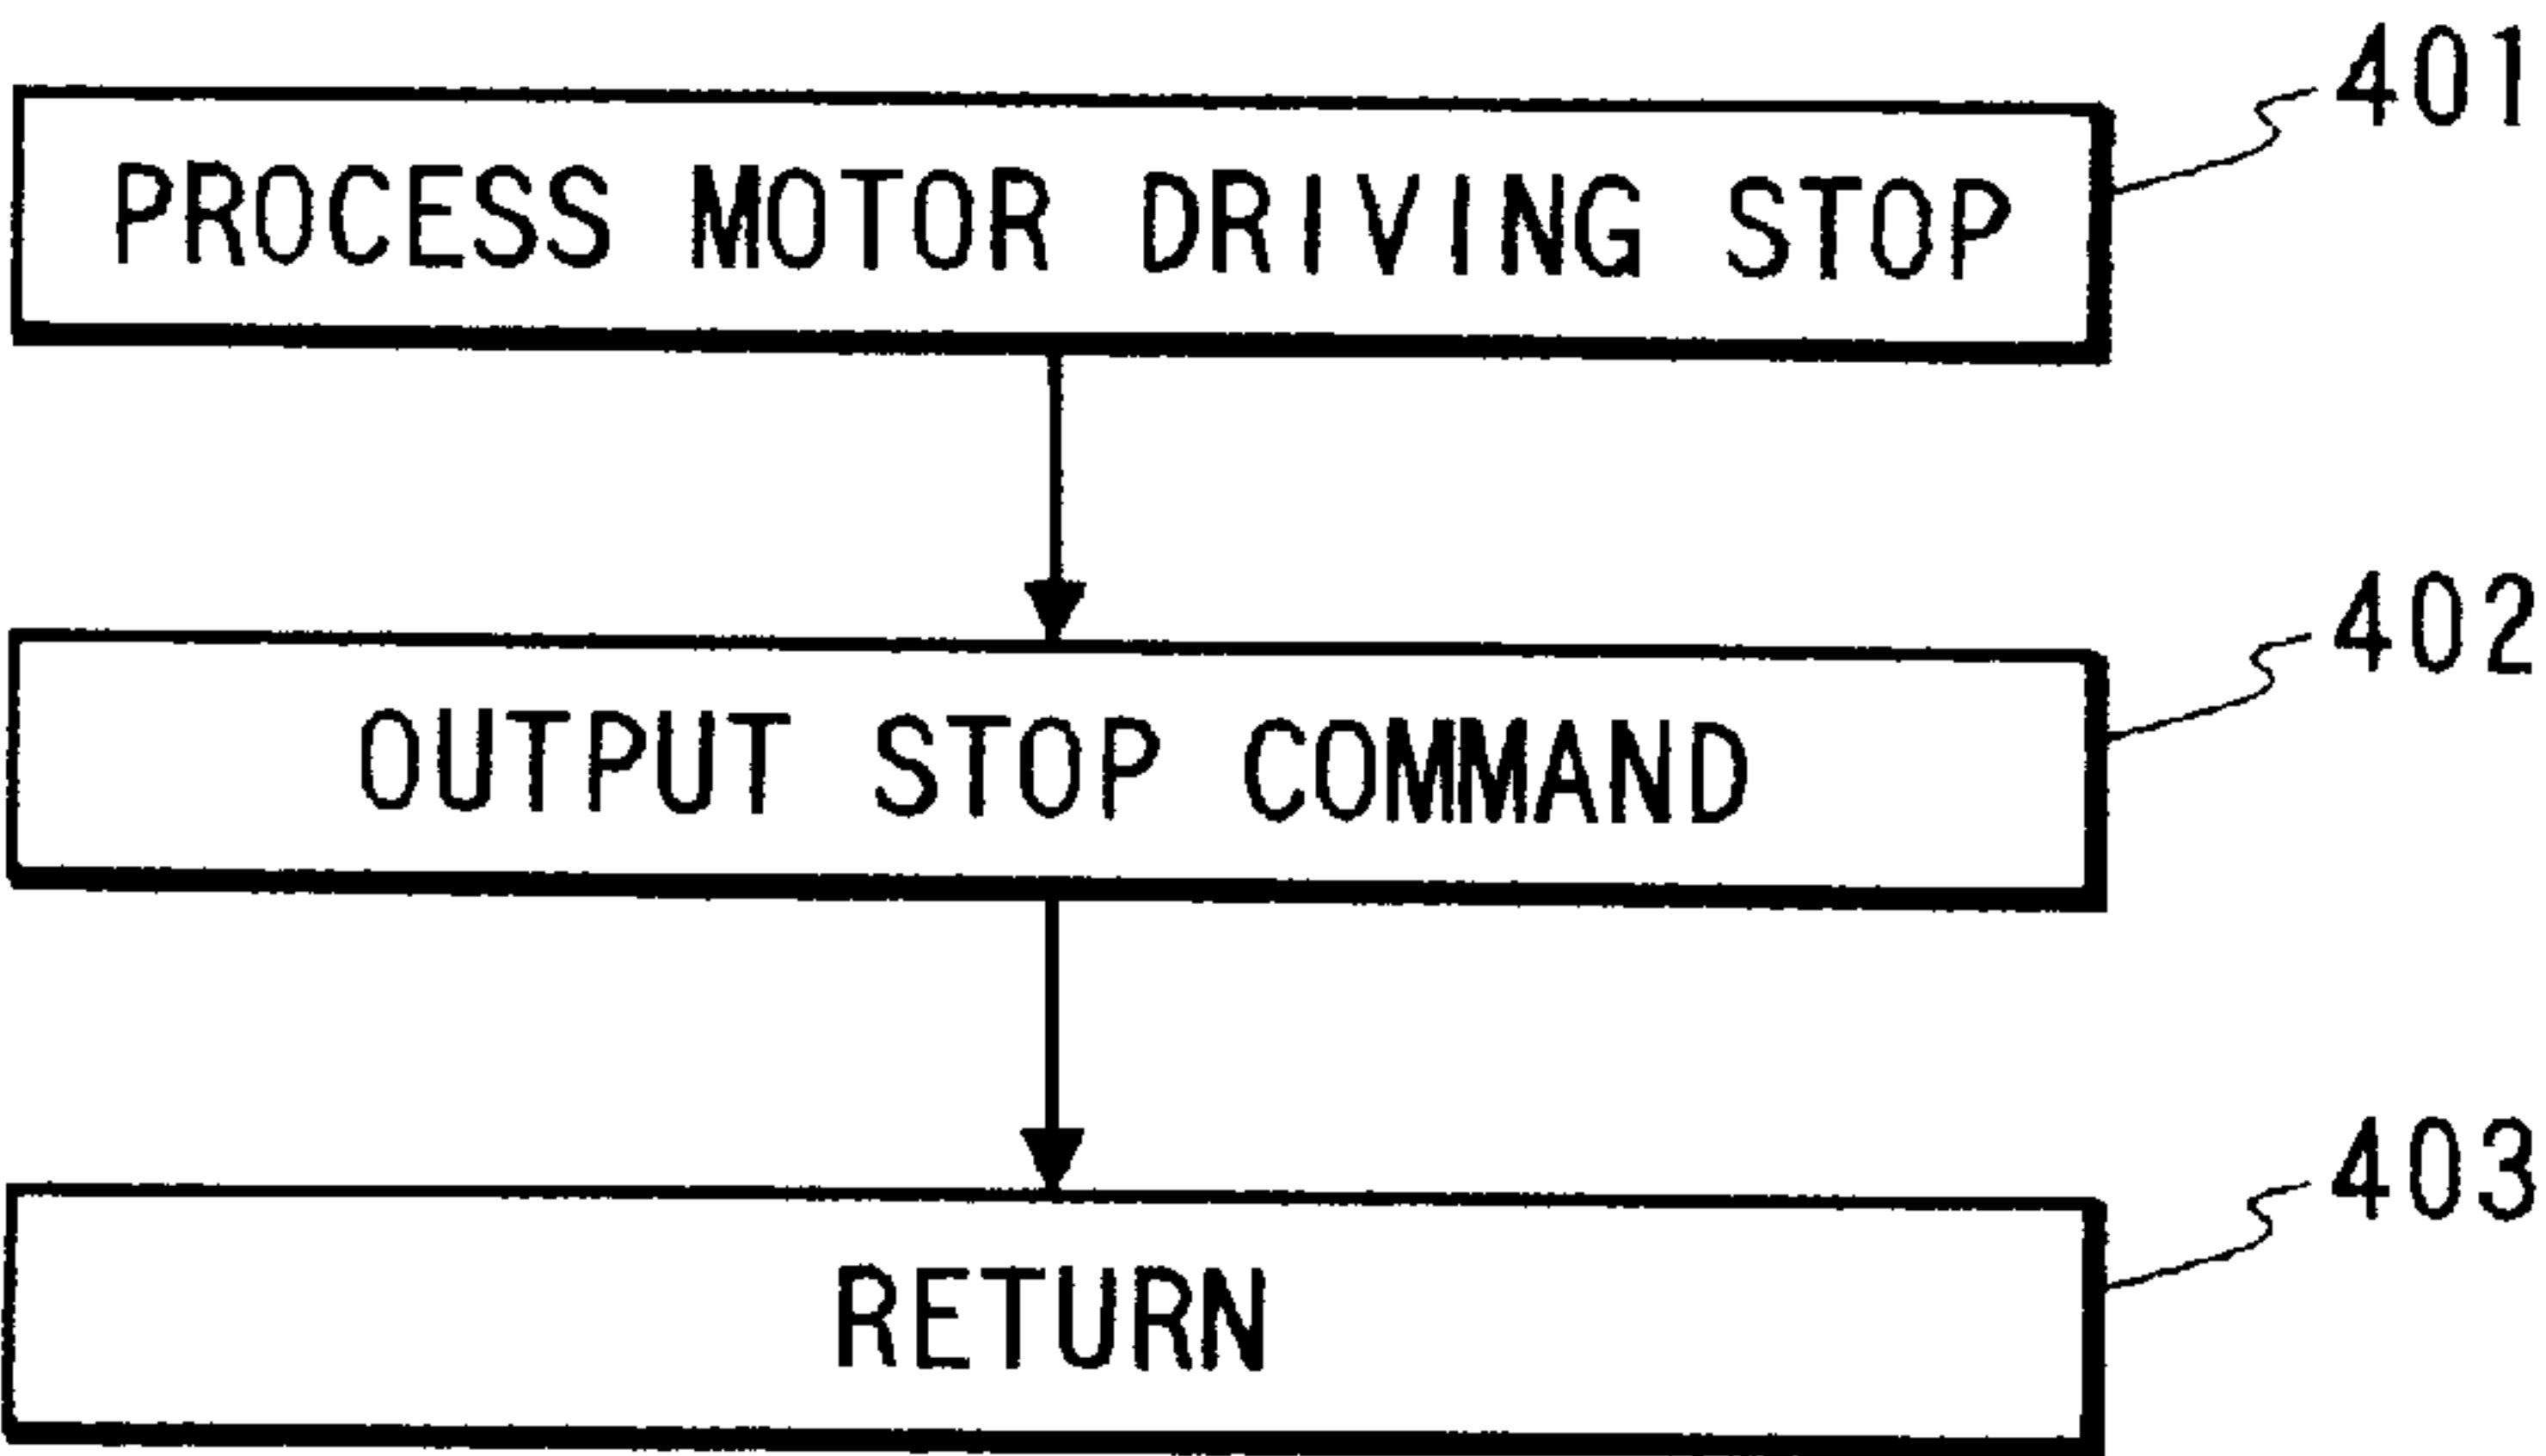 401
PROCESS MOTOR DRIVING STOP
402
OUTPUT STOP COMMAND
403
RETURN